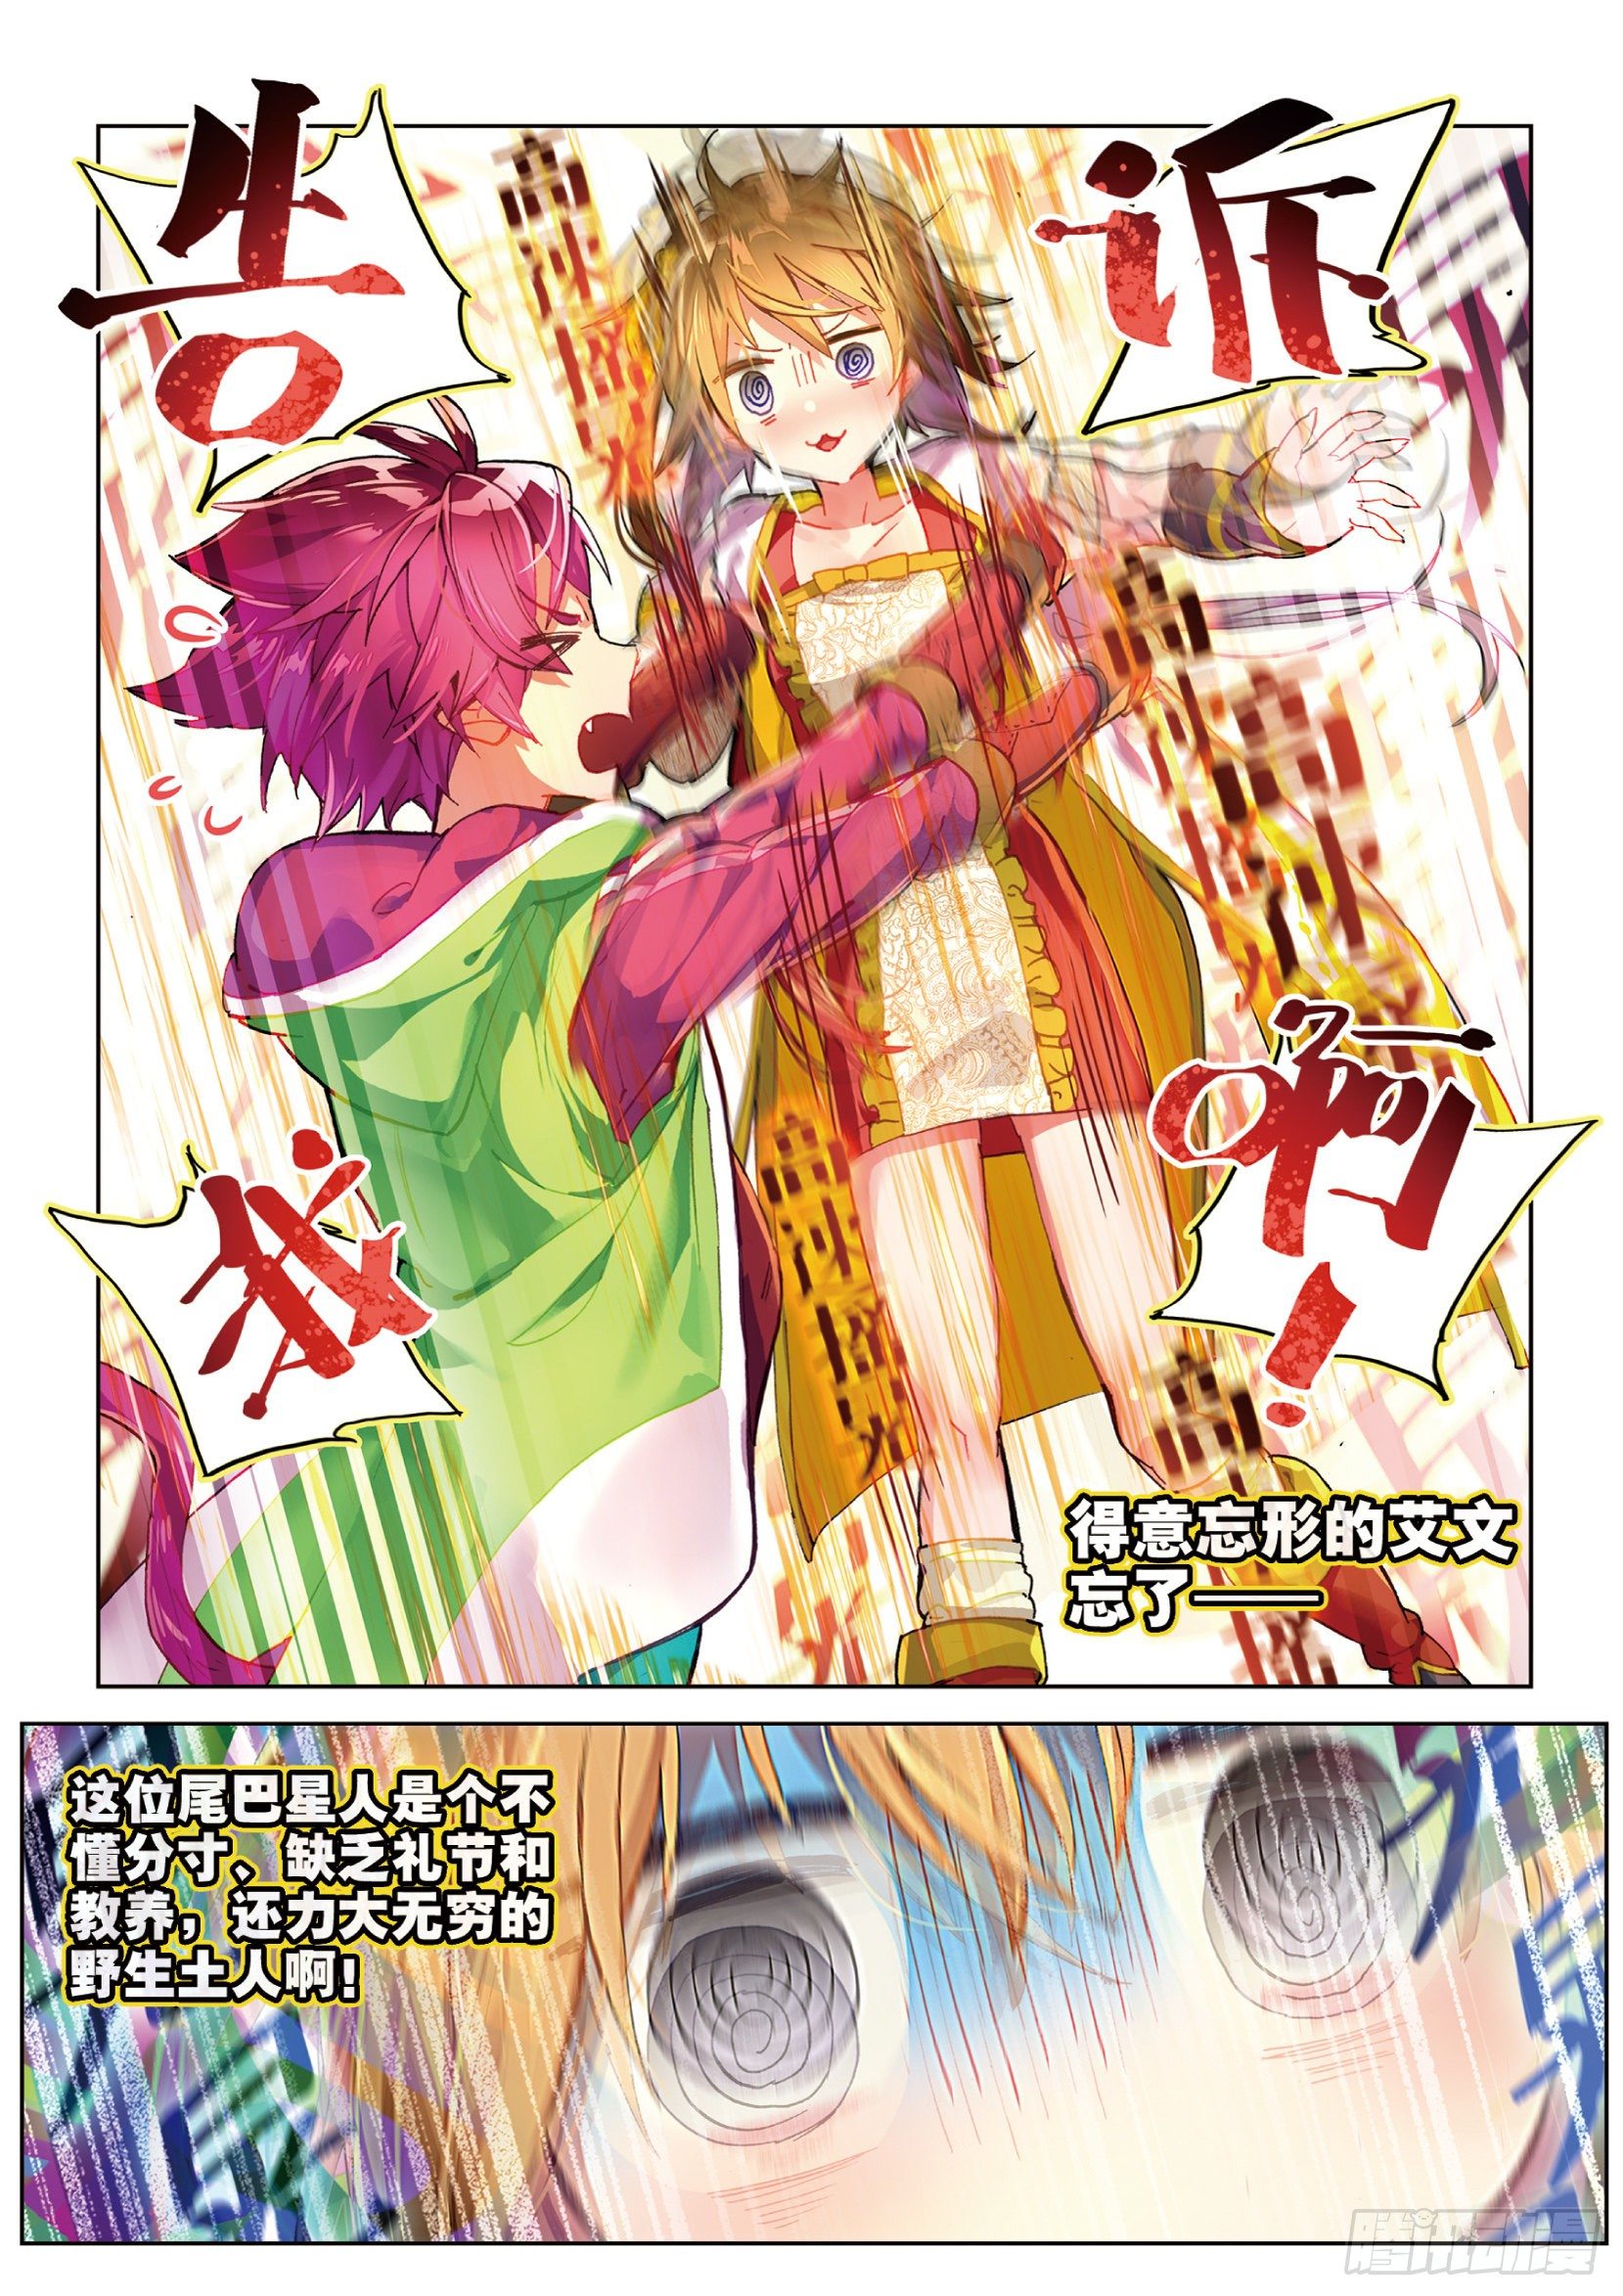 告
诉
我
啊！
得意忘形的艾文
忘了——
这位尾巴星人是个不
懂分寸、缺乏礼节和
教养，还力大无穷的
野生土人啊！
腾讯动漫